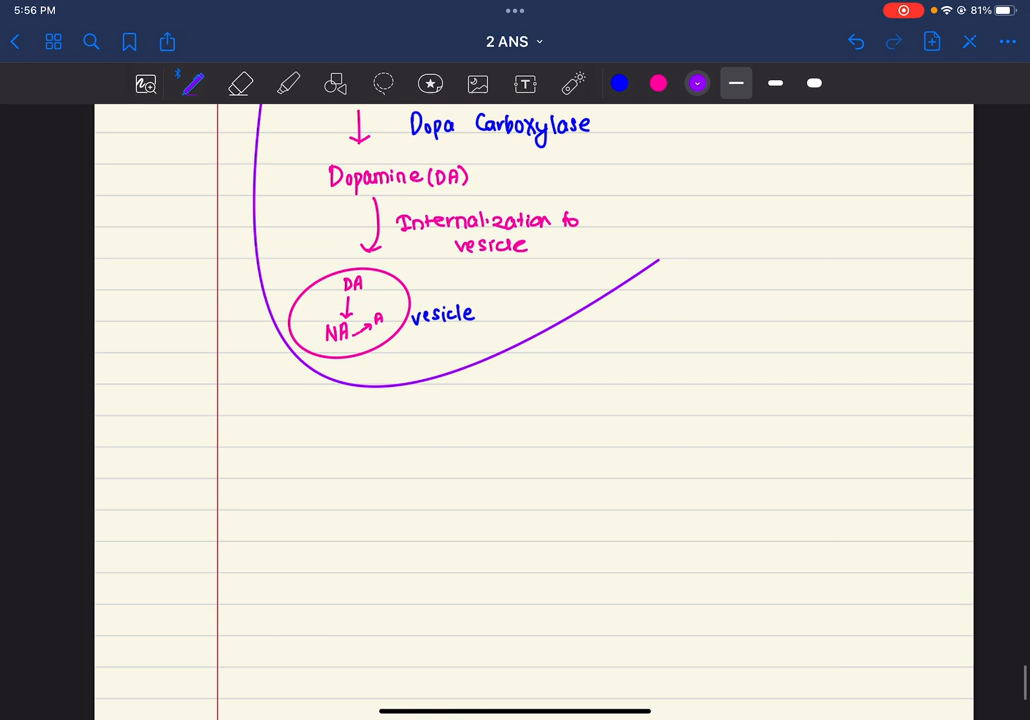 5:56 PM
81%
2 ANS
T
Dopa Carboxylase
Dopamine (DA)
Internalization to
vesicle
DA
NA → A
vesicle